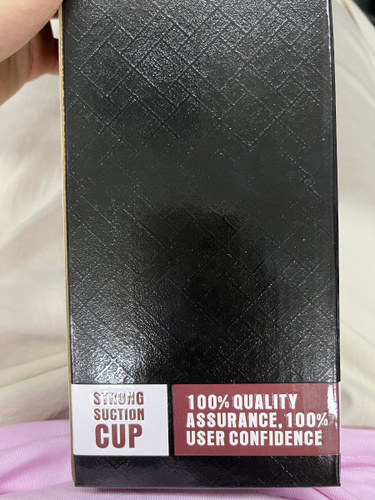 STRONG
SUCTION
CUP
100% QUALITY
ASSURANCE, 100%
USER CONFIDENCE